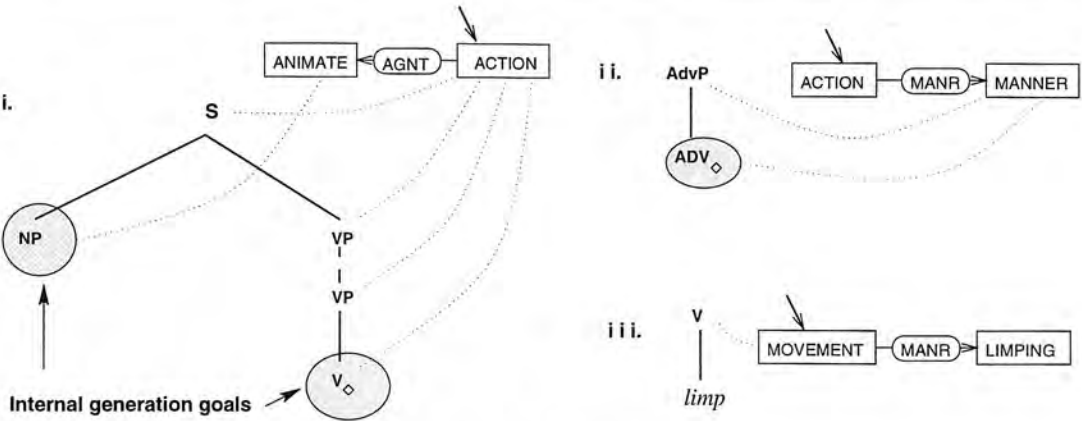 i.
ANIMATE AGNT ACTION
S
NP
VP
VP
V
Internal generation goals
ii.
AdvP
ACTION MANR MANNER
ADV
iii.
V
MOVEMENT MANR LIMPING
limp